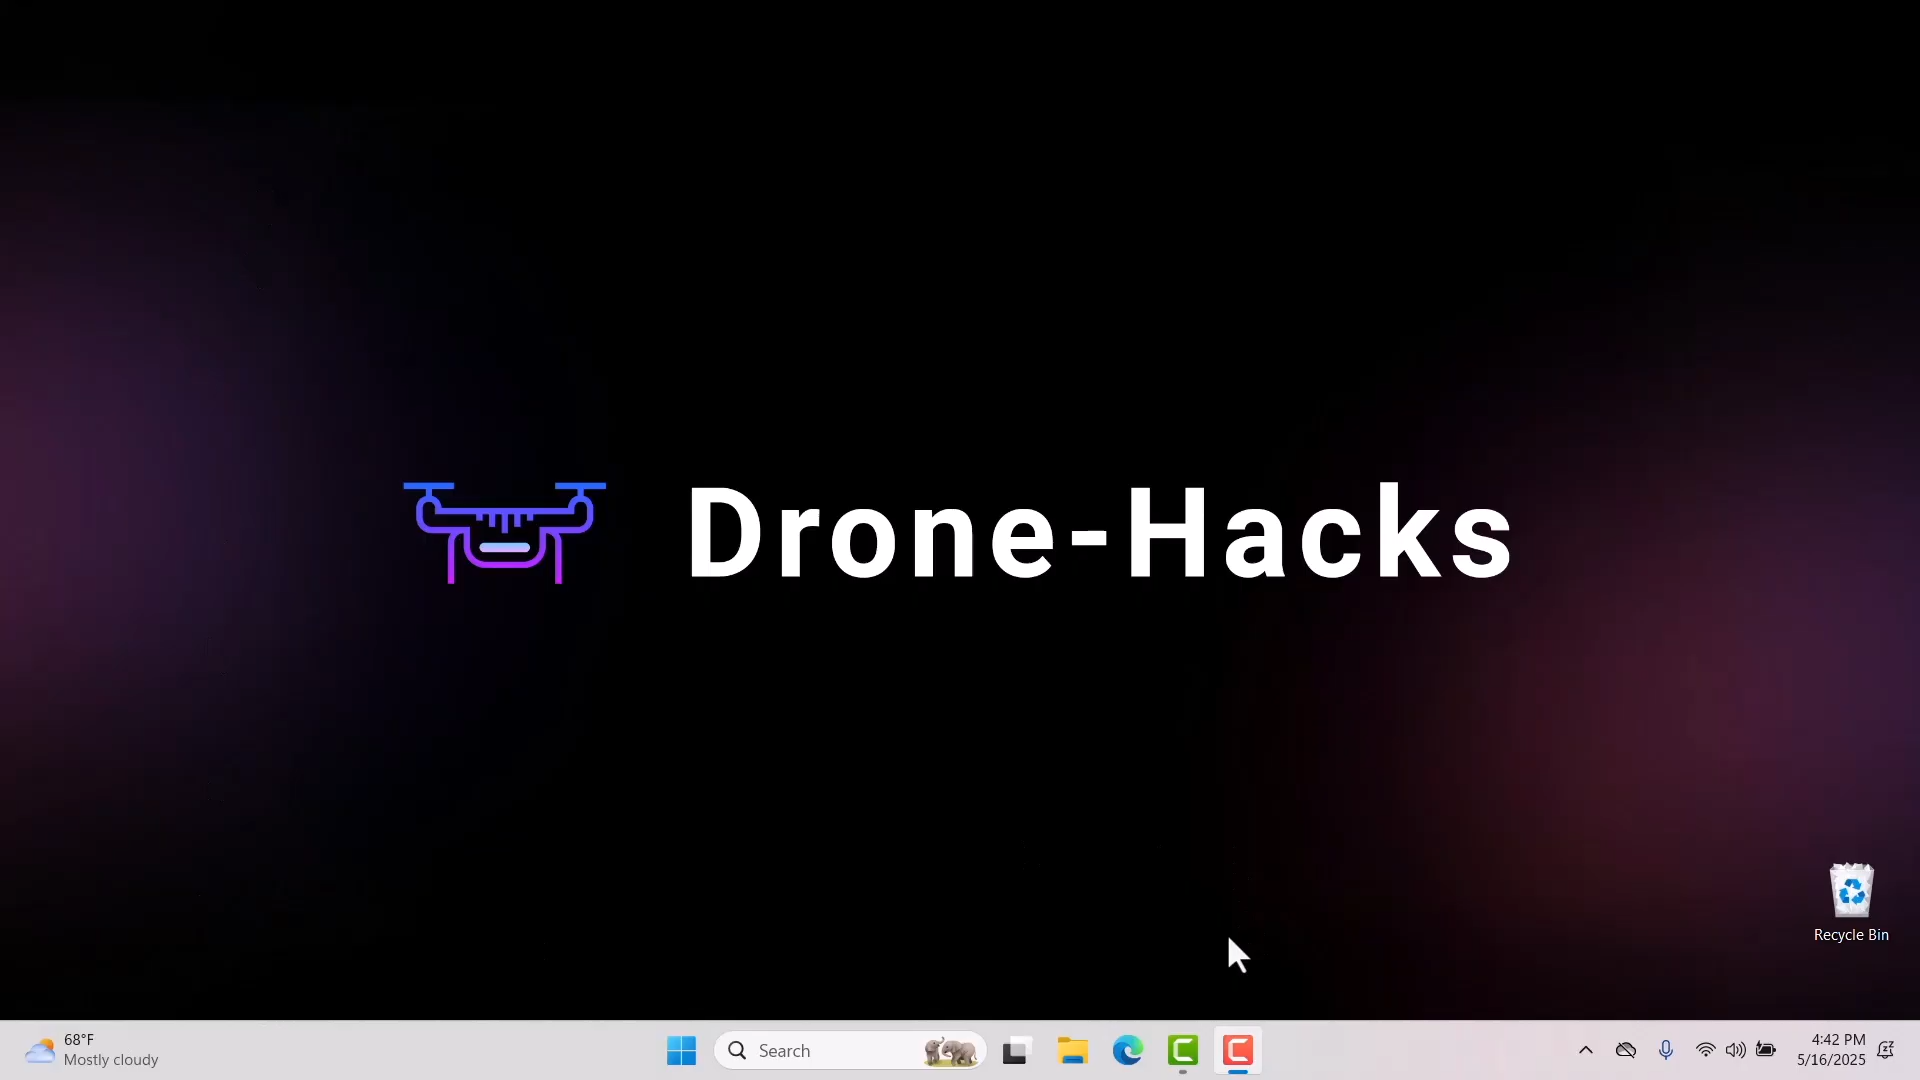 Drone-Hacks
Recycle Bin
68°F
Mostly cloudy
Search
4:42 PM
5/16/2025